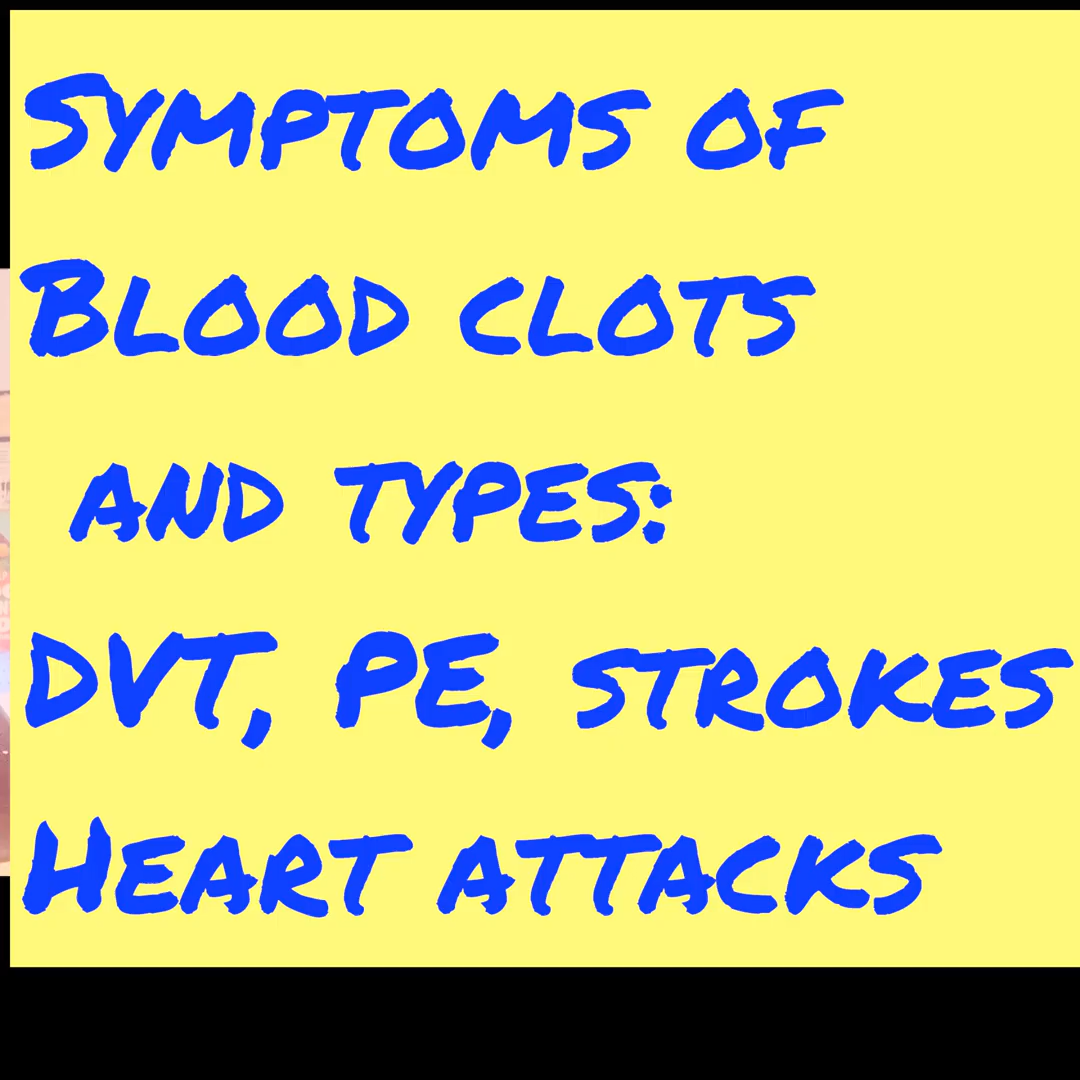 Symptoms of
Blood clots
and types:
DVT, PE, strokes
Heart attacks